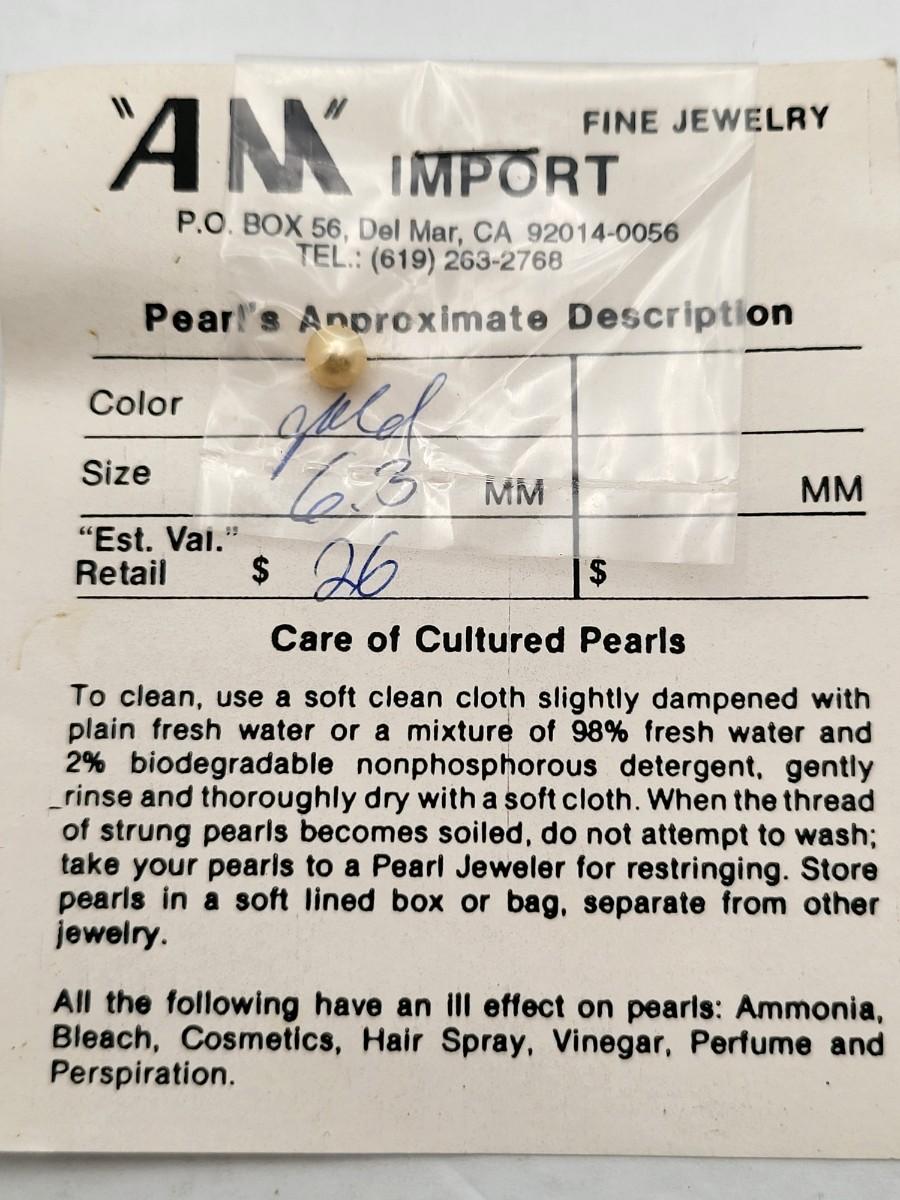 "AM" IMPORT FINE JEWELRY
P.O. BOX 56, Del Mar, CA 92014-0056
TEL.: (619) 263-2768
Pearl's Approximate Description
Color gold
Size 6.3 MM MM
"Est. Val."
Retail $ 26 $
Care of Cultured Pearls
To clean, use a soft clean cloth slightly dampened with
plain fresh water or a mixture of 98% fresh water and
2% biodegradable nonphosphorous detergent, gently
rinse and thoroughly dry with a soft cloth. When the thread
of strung pearls becomes soiled, do not attempt to wash;
take your pearls to a Pearl Jeweler for restringing. Store
pearls in a soft lined box or bag, separate from other
jewelry.
All the following have an ill effect on pearls: Ammonia,
Bleach, Cosmetics, Hair Spray, Vinegar, Perfume and
Perspiration.